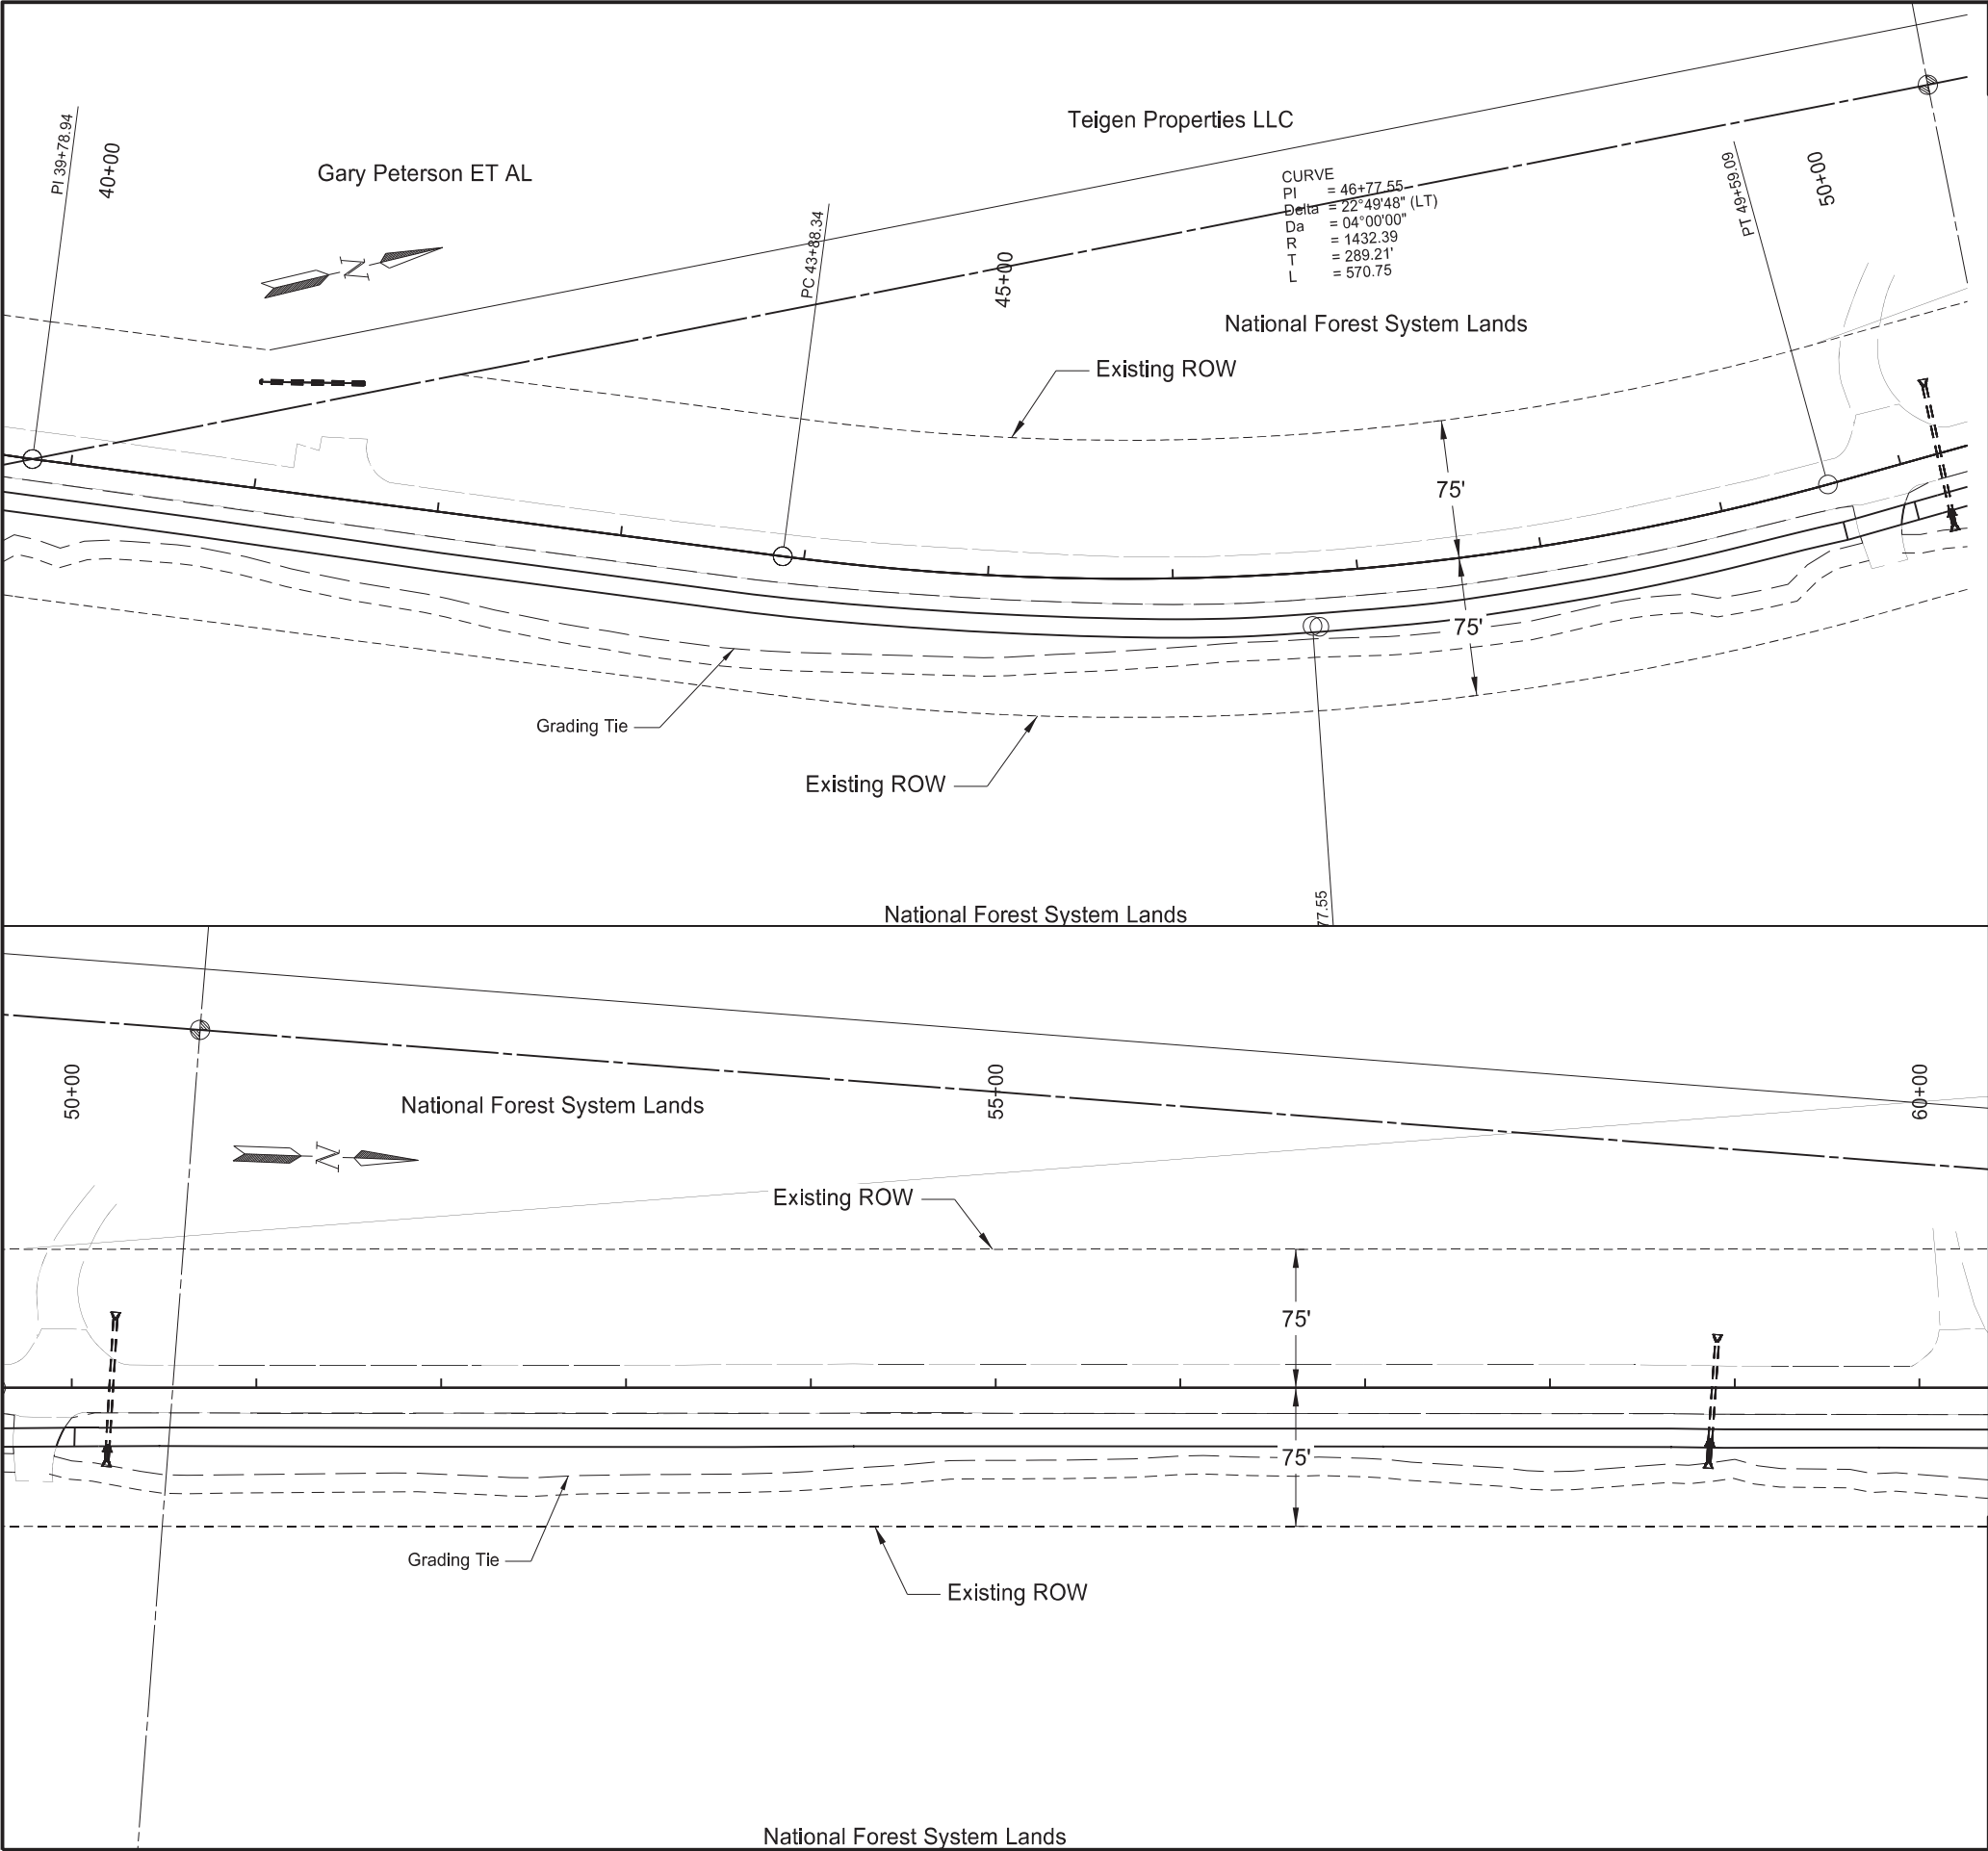 PI 39+78.94
40+00
Gary Peterson ET AL
N
PC 43+88.34
45+00
Teigen Properties LLC
CURVE
PI = 46+77.55
Delta = 22°49'48" (LT)
Da = 04°00'00"
R = 1432.39
T = 289.21'
L = 570.75
PT 49+59.09
50+00
National Forest System Lands
Existing ROW
75'
75'
Grading Tie
Existing ROW
77.55
National Forest System Lands
50+00
National Forest System Lands
55+00
60+00
N
Existing ROW
75'
75'
Grading Tie
Existing ROW
National Forest System Lands